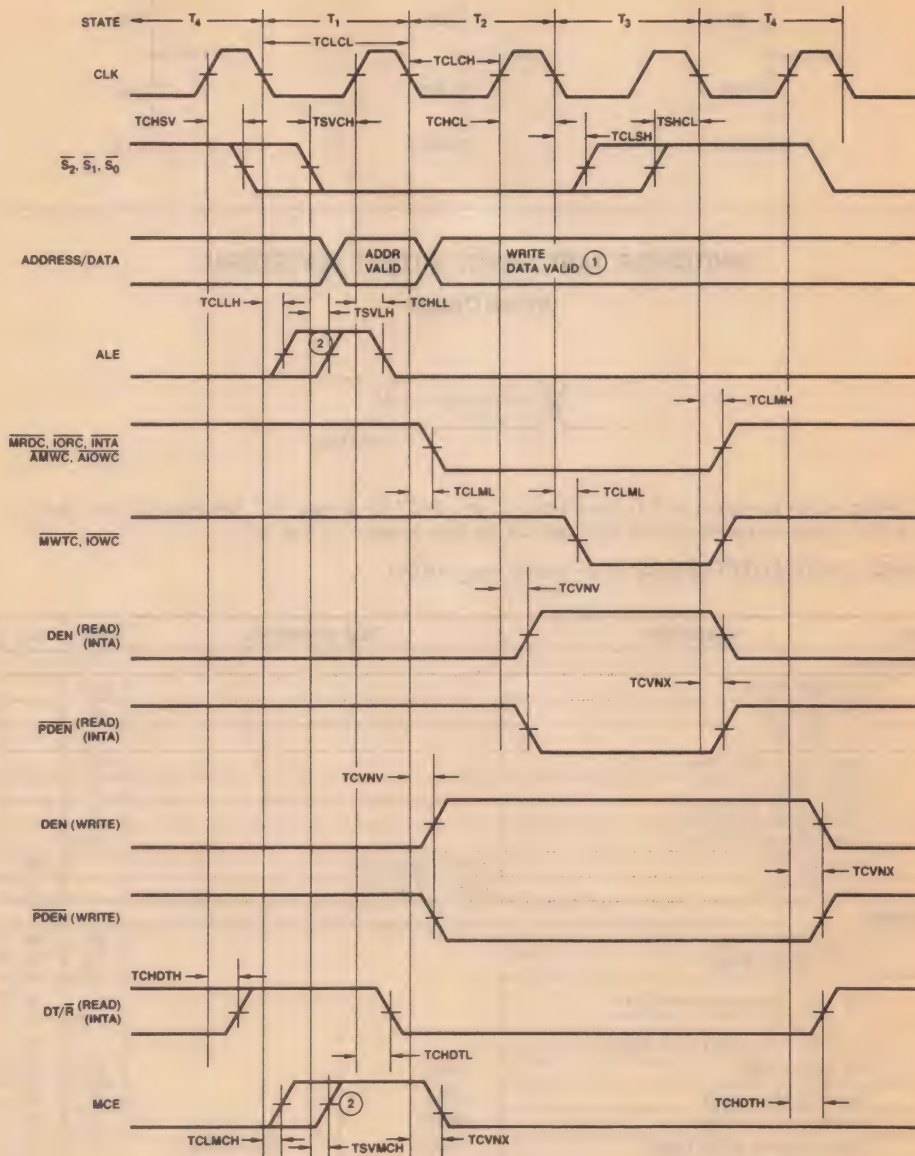 STATE T4 T1 T2 T3 T4
TCLCL
TCLCH
CLK
TCHSV TSVCH TCHCL TCLSH TSHCL
S2, S1, S0
ADDRESS/DATA ADDR VALID WRITE DATA VALID 1
TCLLH TSVLH TCHLL
ALE 2
TCLMH
MRDC, IORC, INTA
AMWC, AIOWC
TCLML TCLML
MWTC, IOWC
TCVNV
DEN (READ)
(INTA)
TCVNX
PDEN (READ)
(INTA)
TCVNV
DEN (WRITE)
TCVNX
PDEN (WRITE)
TCHDTH
DT/R (READ)
(INTA)
TCHDTL
MCE 2 TCHDTH
TCLMCH TSVMCH TCVNX